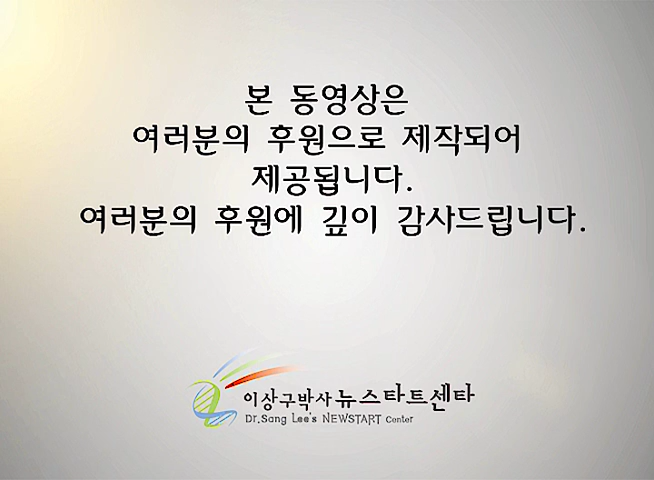 본 동영상은
여러분의 후원으로 제작되어
제공됩니다.
여러분의 후원에 깊이 감사드립니다.
이상구박사 뉴스타트센타
Dr.Sang Lee's NEWSTART Center